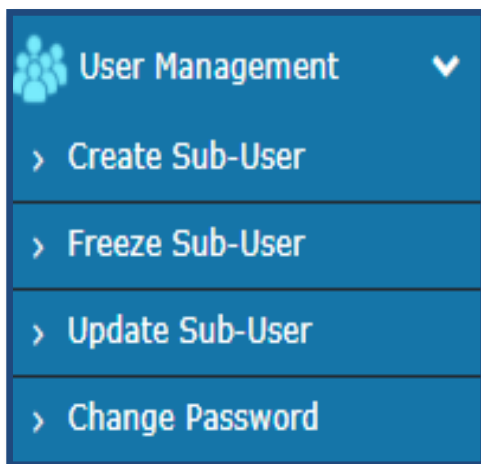 User Management
Create Sub-User
Freeze Sub-User
Update Sub-User
Change Password